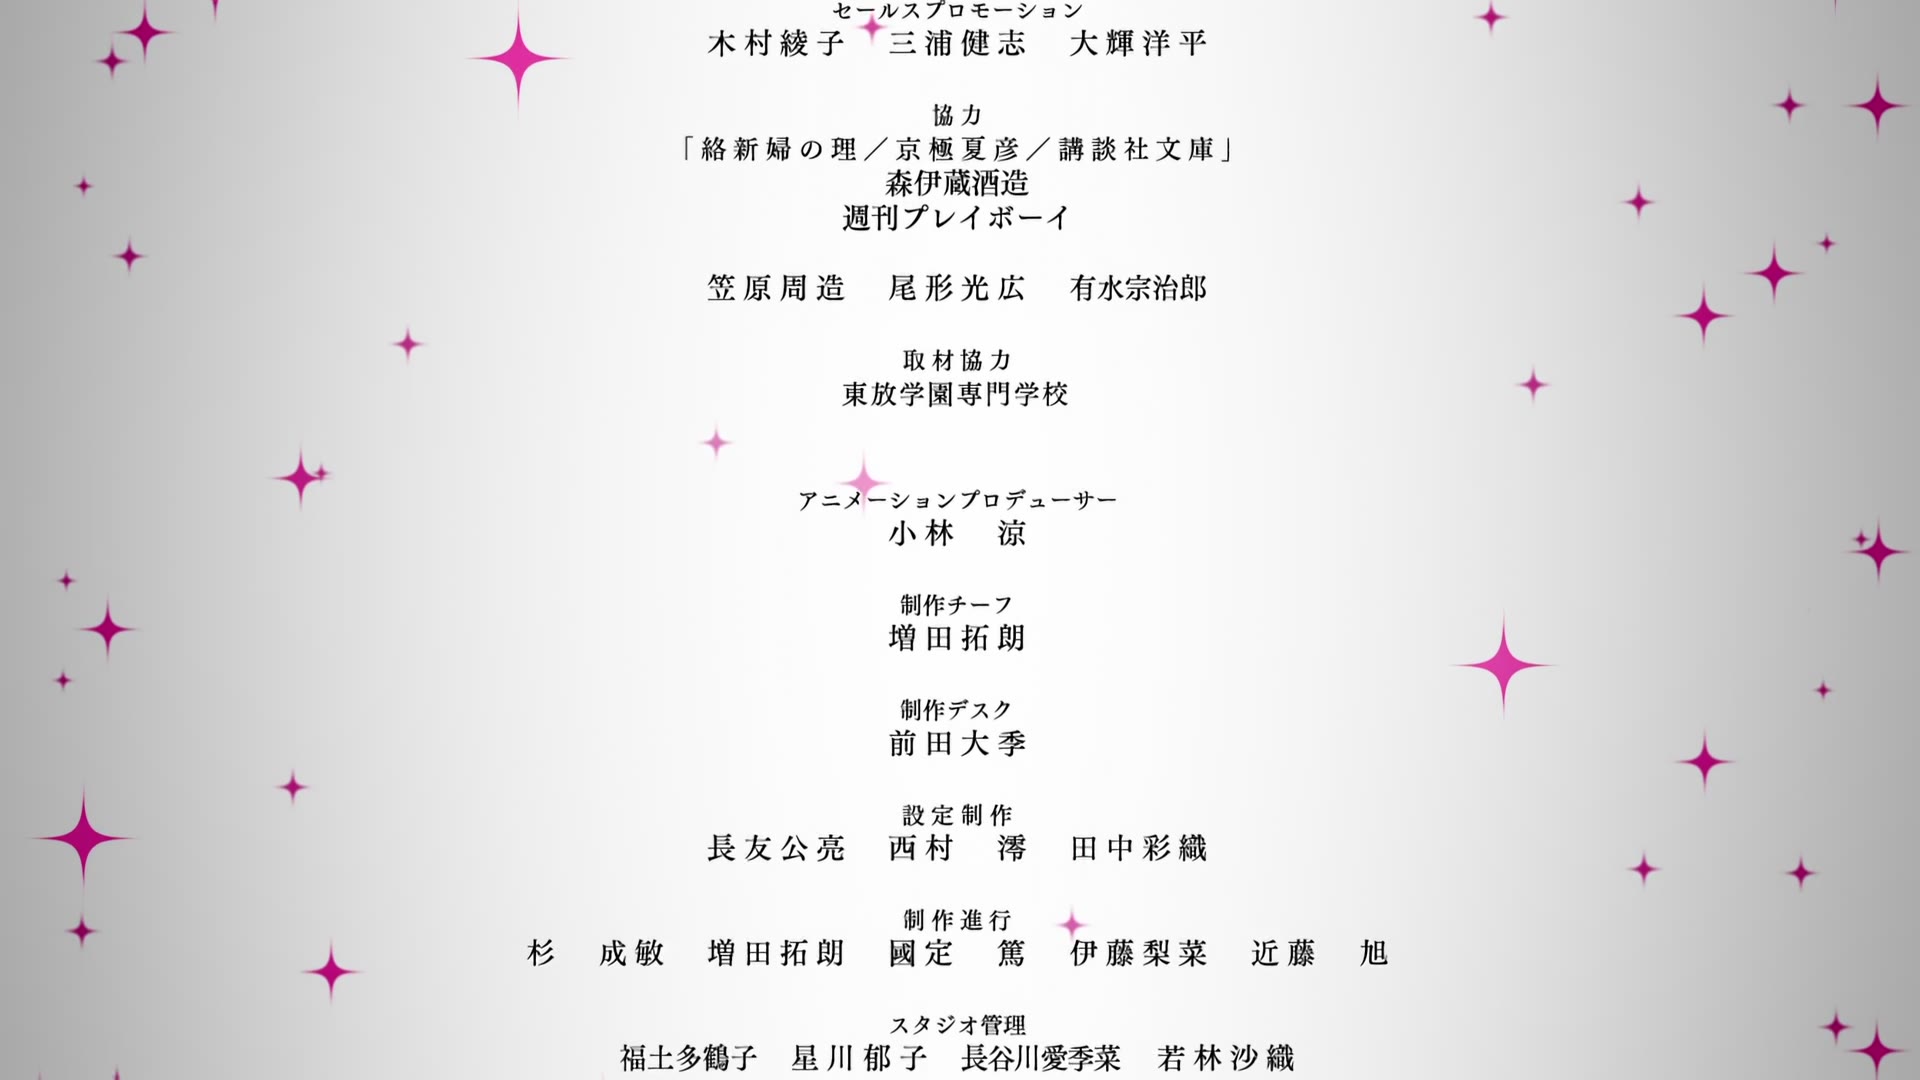 セールスプロモーション
木村綾子　三浦健志　大輝洋平
協力
「絡新婦の理／京極夏彦／講談社文庫」
森伊蔵酒造
週刊プレイボーイ
笠原周造　尾形光広　有水宗治郎
取材協力
東放学園専門学校
アニメーションプロデューサー
小林　涼
制作チーフ
増田拓朗
制作デスク
前田大季
設定制作
長友公亮　西村　澪　田中彩織
制作進行
杉　成敏　増田拓朗　國定　篤　伊藤梨菜　近藤　旭
スタジオ管理
福士多鶴子　星川郁子　長谷川愛季菜　若林沙織